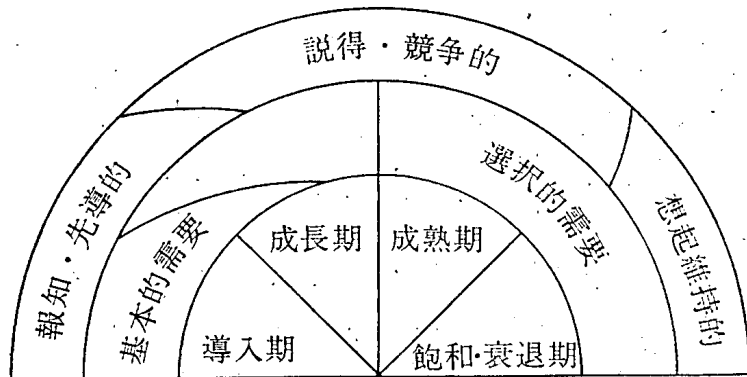 説得・競争的
報知・先導的
想起維持的
基本的需要
選択的需要
導入期
成長期
成熟期
飽和・衰退期